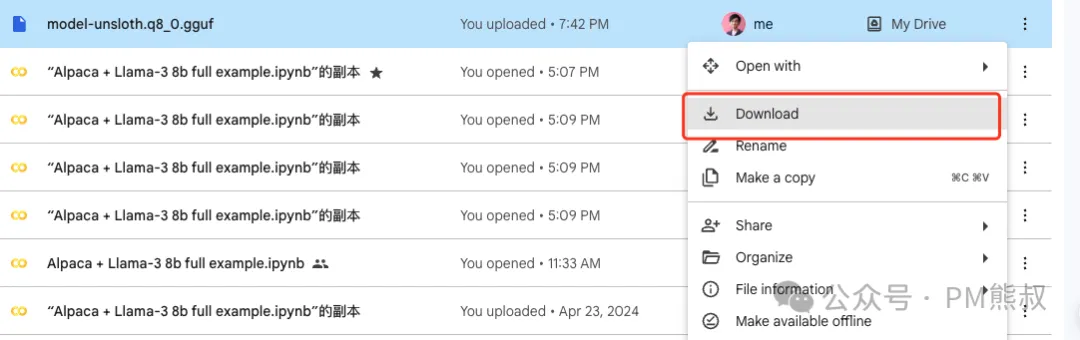 model-unsloth.q8_0.gguf You uploaded • 7:42 PM me My Drive
“Alpaca + Llama-3 8b full example.ipynb”的副本 You opened • 5:07 PM
“Alpaca + Llama-3 8b full example.ipynb”的副本 You opened • 5:09 PM
“Alpaca + Llama-3 8b full example.ipynb”的副本 You opened • 5:09 PM
“Alpaca + Llama-3 8b full example.ipynb”的副本 You opened • 5:09 PM
Alpaca + Llama-3 8b full example.ipynb You opened • 11:33 AM
“Alpaca + Llama-3 8b full example.ipynb”的副本 You uploaded • Apr 23, 2024
Open with
Download
Rename
Make a copy ⌘C ⌘V
Share
Organize
File information
Make available offline
公众号 · PM熊叔